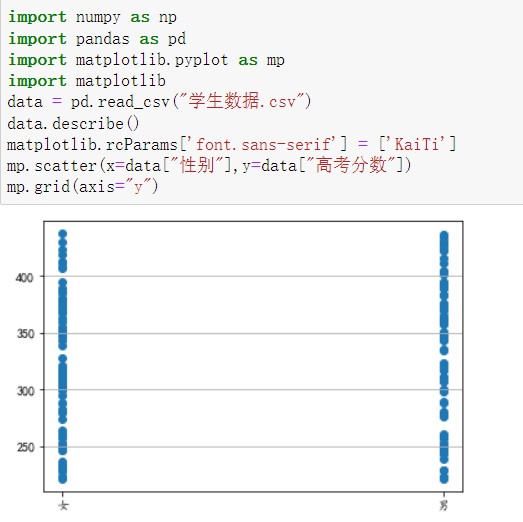 import numpy as np
import pandas as pd
import matplotlib.pyplot as mp
import matplotlib
data = pd.read_csv("学生数据.csv")
data.describe()
matplotlib.rcParams['font.sans-serif'] = ['KaiTi']
mp.scatter(x=data["性别"],y=data["高考分数"])
mp.grid(axis="y")
400
350
300
250
女 男